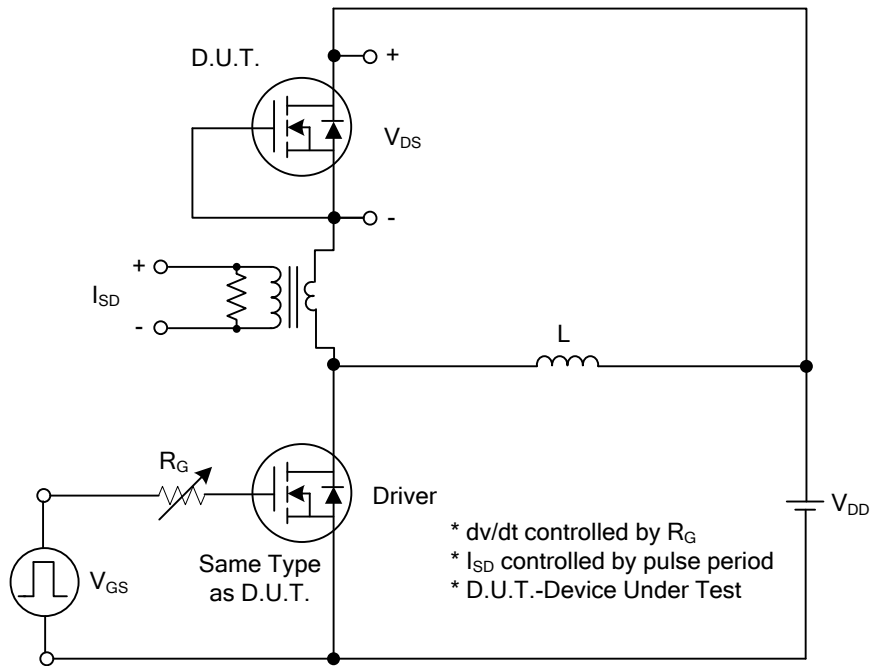 D.U.T.
+
V_DS
-
+
I_SD
-
L
R_G
Driver
V_DD
V_GS
Same Type
as D.U.T.
* dv/dt controlled by R_G
* I_SD controlled by pulse period
* D.U.T.-Device Under Test